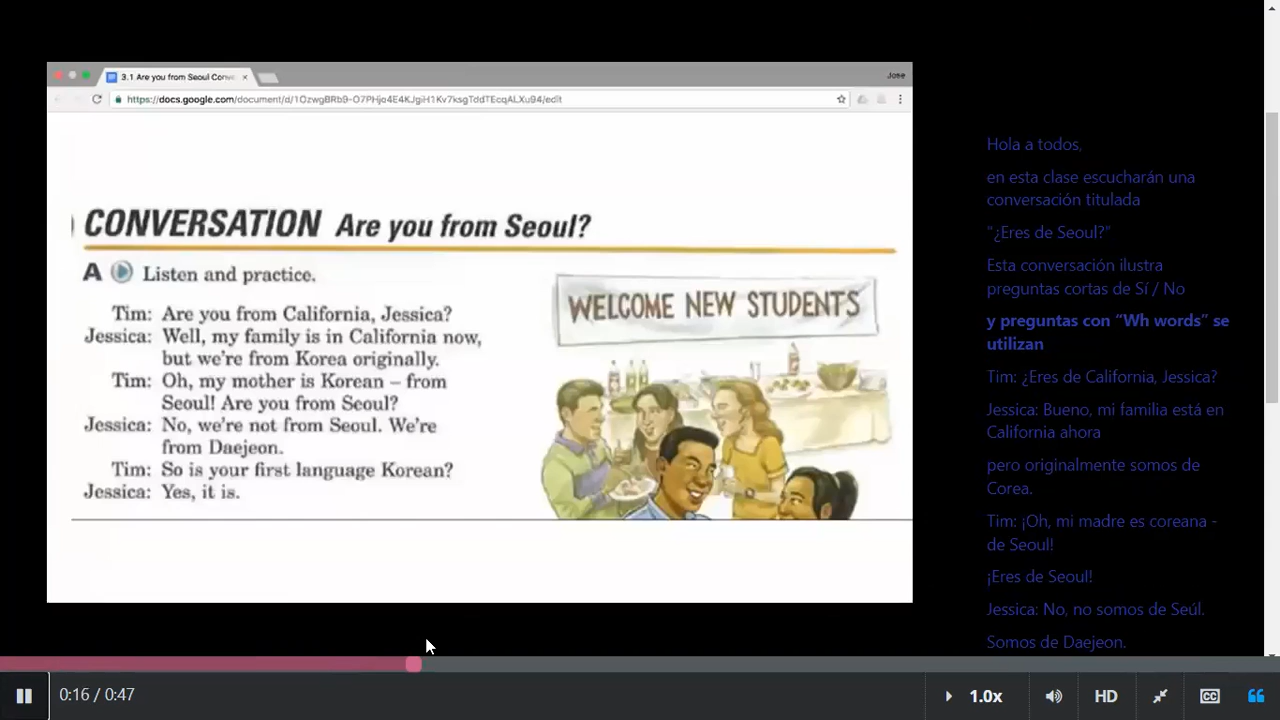 3.1 Are you from Seoul Conve
Jose
https://docs.google.com/document/d/1OzwgBRb9-O7PHjo4E4KJgiH1Kv7ksgTddTEcqALXu94/edit
CONVERSATION Are you from Seoul?
A Listen and practice.
Tim: Are you from California, Jessica?
Jessica: Well, my family is in California now,
but we're from Korea originally.
Tim: Oh, my mother is Korean – from
Seoul! Are you from Seoul?
Jessica: No, we're not from Seoul. We're
from Daejeon.
Tim: So is your first language Korean?
Jessica: Yes, it is.
WELCOME NEW STUDENTS
Hola a todos,
en esta clase escucharán una
conversación titulada
“¿Eres de Seoul?”
Esta conversación ilustra
preguntas cortas de Sí / No
y preguntas con “Wh words” se
utilizan
Tim: ¿Eres de California, Jessica?
Jessica: Bueno, mi familia está en
California ahora
pero originalmente somos de
Corea.
Tim: ¡Oh, mi madre es coreana -
de Seoul!
¡Eres de Seoul!
Jessica: No, no somos de Seúl.
Somos de Daejeon.
0:16 / 0:47
1.0x
HD
CC